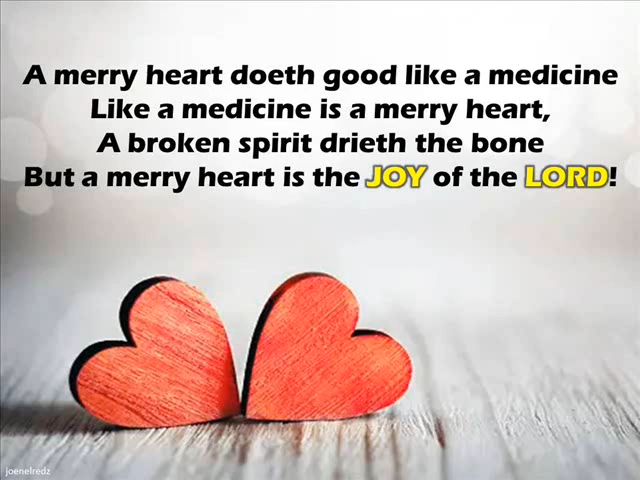 A merry heart doeth good like a medicine
Like a medicine is a merry heart,
A broken spirit drieth the bone
But a merry heart is the JOY of the LORD!
joenelredz